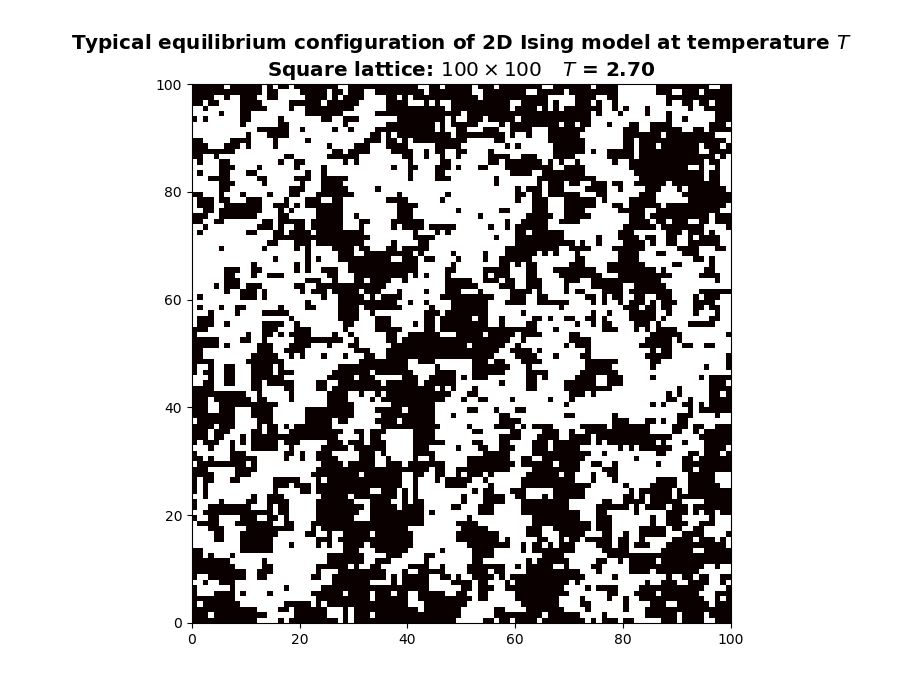 Typical equilibrium configuration of 2D Ising model at temperature T
Square lattice: 100 × 100 T = 2.70
100
80
60
40
20
0
0 20 40 60 80 100